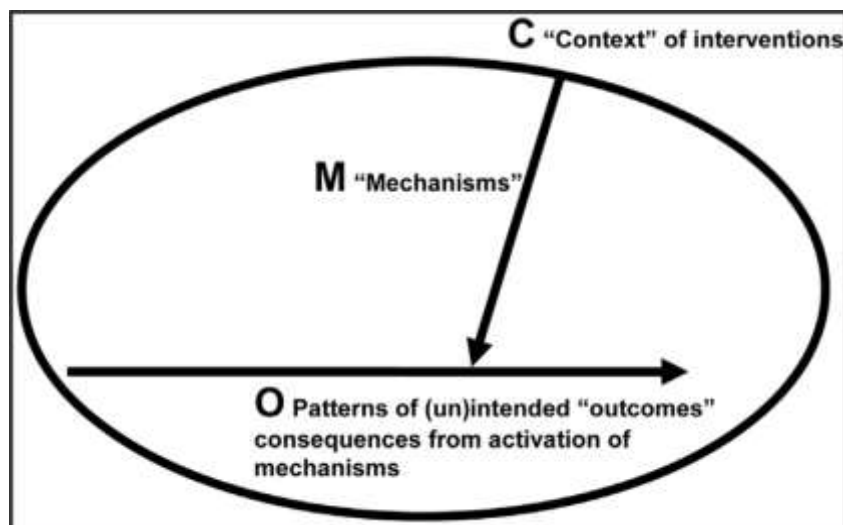 C “Context” of interventions
M “Mechanisms”
O Patterns of (un)intended “outcomes”
consequences from activation of
mechanisms